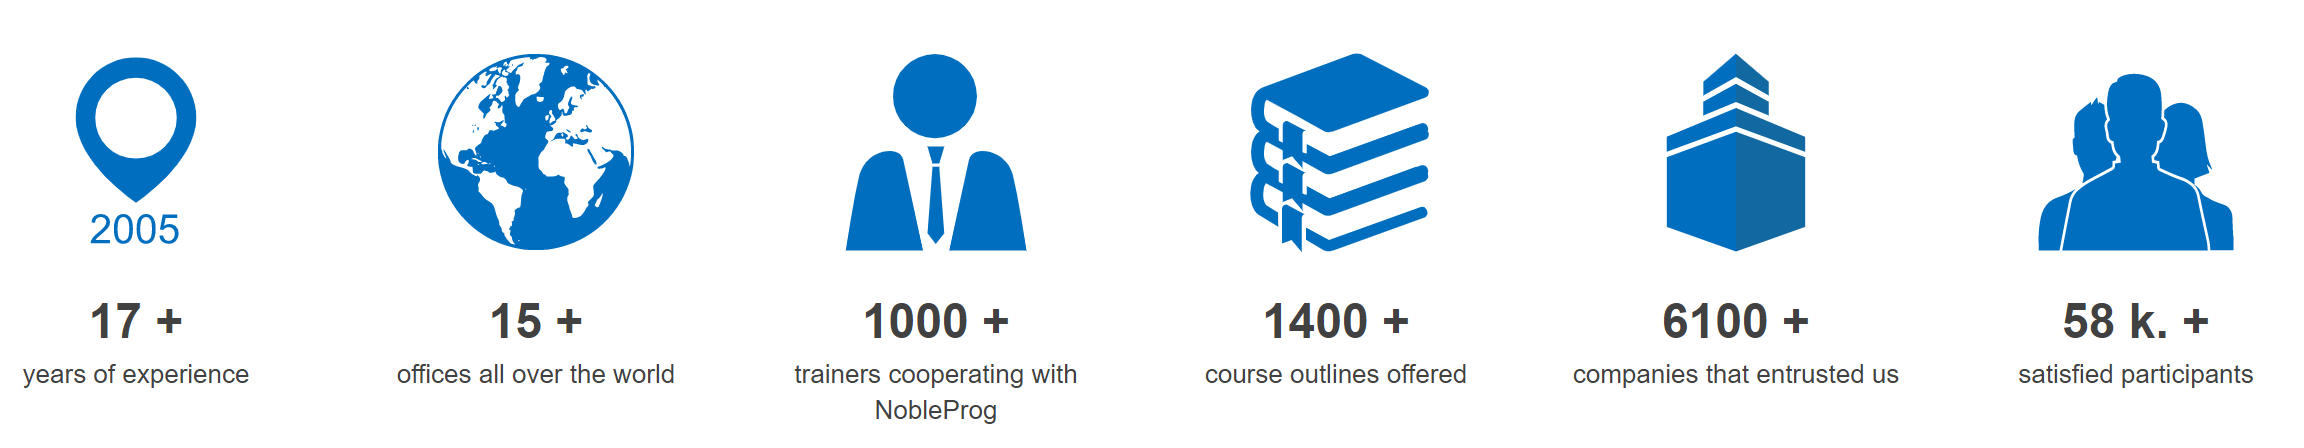 2005
17 +
years of experience
15 +
offices all over the world
1000 +
trainers cooperating with
NobleProg
1400 +
course outlines offered
6100 +
companies that entrusted us
58 k. +
satisfied participants